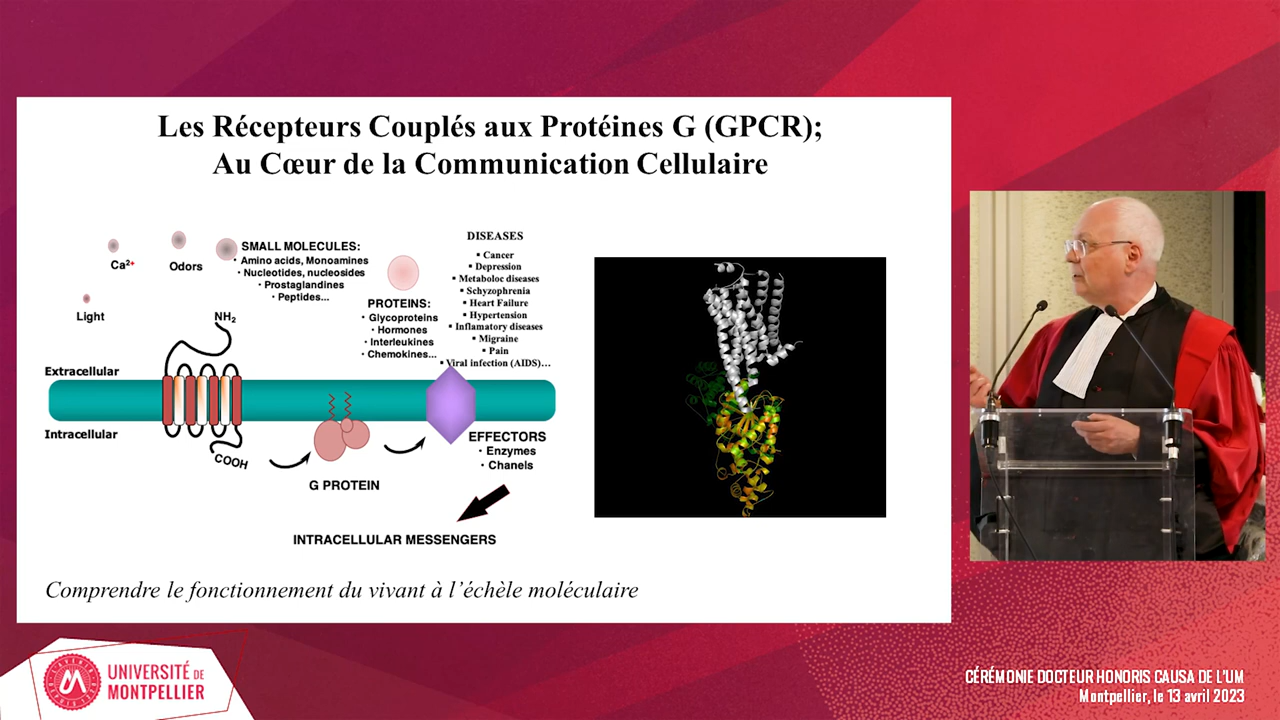 Les Récepteurs Couplés aux Protéines G (GPCR);
Au Cœur de la Communication Cellulaire
Ca²⁺
Odors
Light
SMALL MOLECULES:
· Amino acids, Monoamines
· Nucleotides, nucleosides
· Prostaglandines
· Peptides...
PROTEINS:
· Glycoproteins
· Hormones
· Interleukines
· Chemokines...
DISEASES
▪ Cancer
▪ Depression
▪ Metaboloc diseases
▪ Schyzophrenia
▪ Heart Failure
▪ Hypertension
▪ Inflamatory diseases
▪ Migraine
▪ Pain
▪ Viral infection (AIDS)...
NH₂
Extracellular
Intracellular
COOH
G PROTEIN
EFFECTORS
· Enzymes
· Chanels
INTRACELLULAR MESSENGERS
Comprendre le fonctionnement du vivant à l'échèle moléculaire
UNIVERSITÉ DE
MONTPELLIER
CÉRÉMONIE DOCTEUR HONORIS CAUSA DE L'UM
Montpellier, le 13 avril 2023